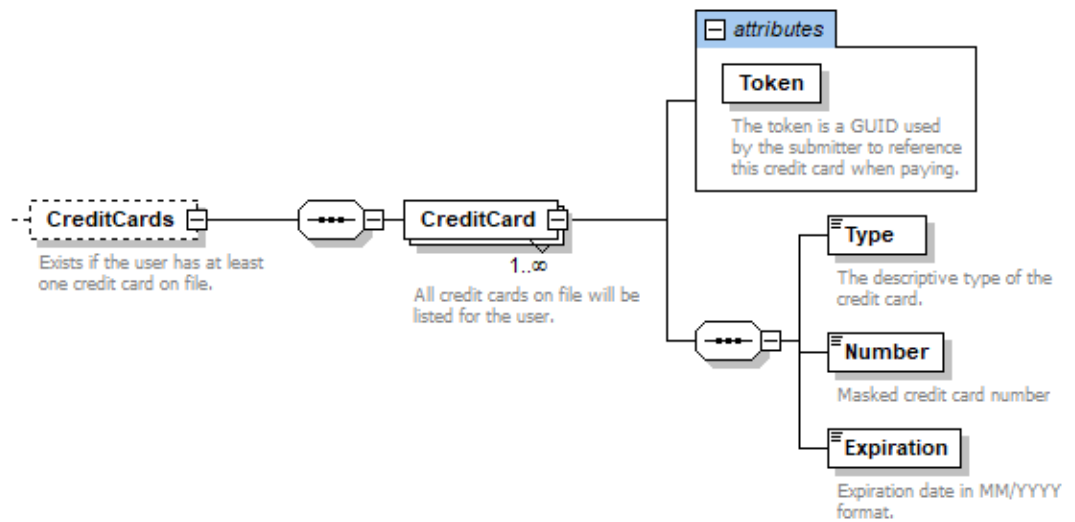 attributes
Token
The token is a GUID used
by the submitter to reference
this credit card when paying.
CreditCards
Exists if the user has at least
one credit card on file.
CreditCard
1..∞
All credit cards on file will be
listed for the user.
Type
The descriptive type of the
credit card.
Number
Masked credit card number
Expiration
Expiration date in MM/YYYY
format.